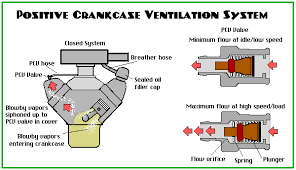 Positive Crankcase Ventilation System
Closed System
PCV hose
PCV Valve
Breather hose
Sealed oil
filler cap
Blowby vapors
siphoned up to
PCV valve in cover
Blowby vapors
entering crankcase
PCV Valve
Minimum flow at idle/low speed
Maximum flow at high speed/load
Flow orifice
Spring
Plunger